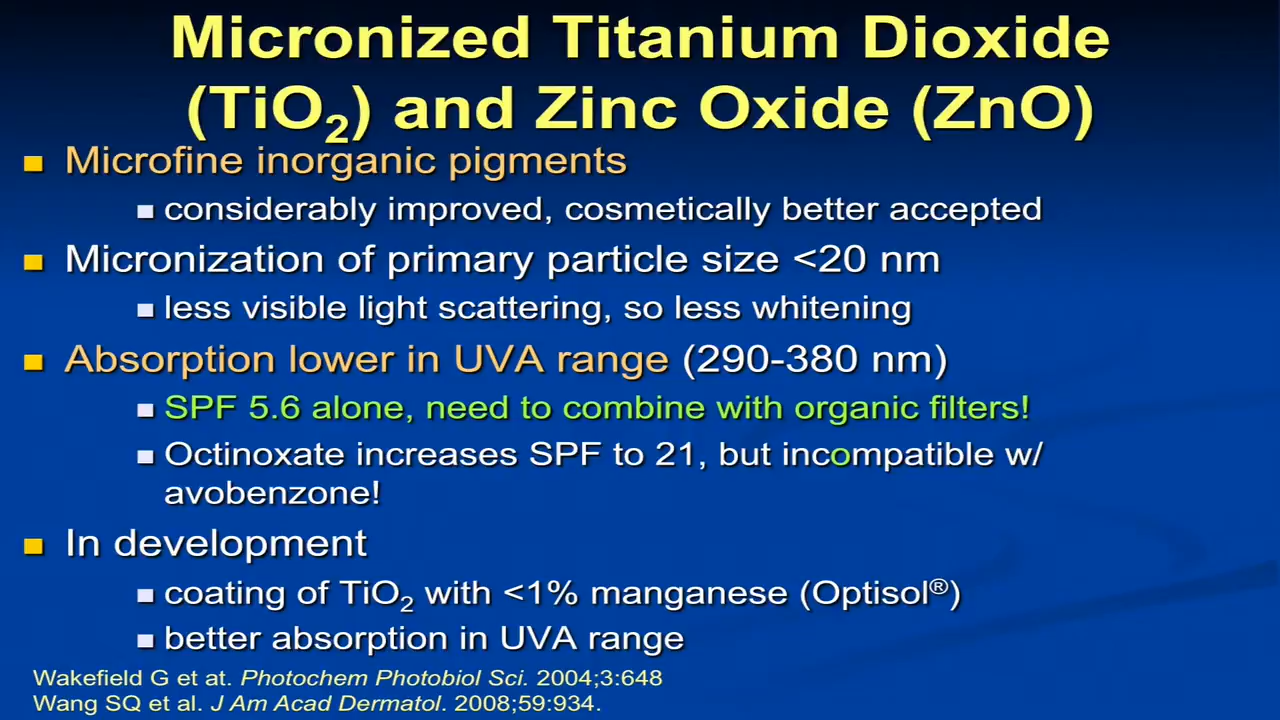 Micronized Titanium Dioxide
(TiO₂) and Zinc Oxide (ZnO)
Microfine inorganic pigments
considerably improved, cosmetically better accepted
Micronization of primary particle size <20 nm
less visible light scattering, so less whitening
Absorption lower in UVA range (290-380 nm)
SPF 5.6 alone, need to combine with organic filters!
Octinoxate increases SPF to 21, but incompatible w/
avobenzone!
In development
coating of TiO₂ with <1% manganese (Optisol®)
better absorption in UVA range
Wakefield G et at. Photochem Photobiol Sci. 2004;3:648
Wang SQ et al. J Am Acad Dermatol. 2008;59:934.